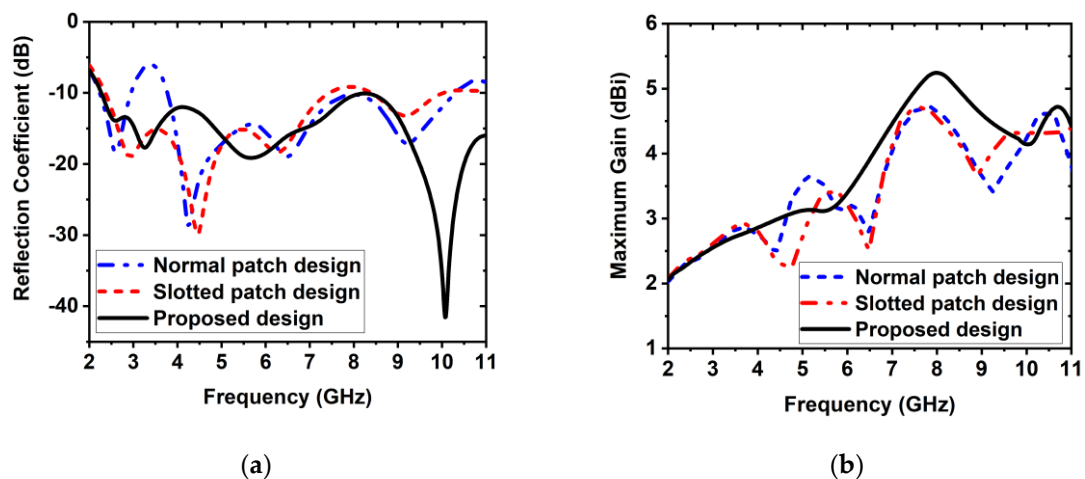 0
-10
-20
-30
-40
Reflection Coefficient (dB)
Normal patch design
Slotted patch design
Proposed design
2 3 4 5 6 7 8 9 10 11
Frequency (GHz)
(a)
6
5
4
3
2
1
Maximum Gain (dBi)
Normal patch design
Slotted patch design
Proposed design
2 3 4 5 6 7 8 9 10 11
Frequency (GHz)
(b)